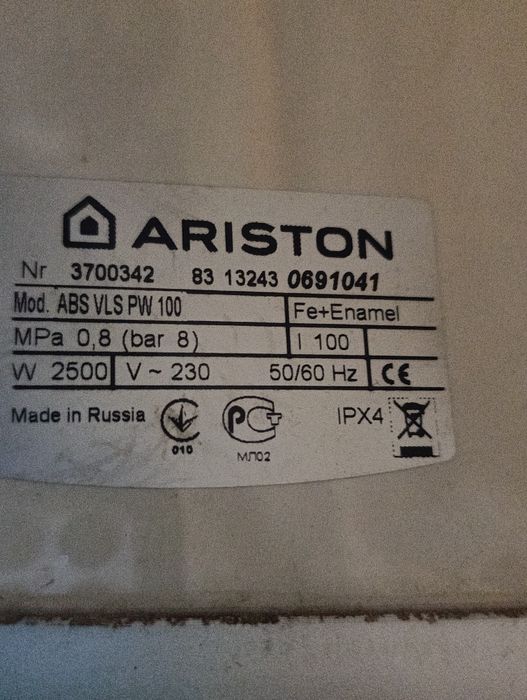 ARISTON
Nr 3700342 83 13243 0691041
Mod. ABS VLS PW 100 Fe+Enamel
MPa 0,8 (bar 8) l 100
W 2500 V ~ 230 50/60 Hz CE
Made in Russia IPX4
010
МЛ02